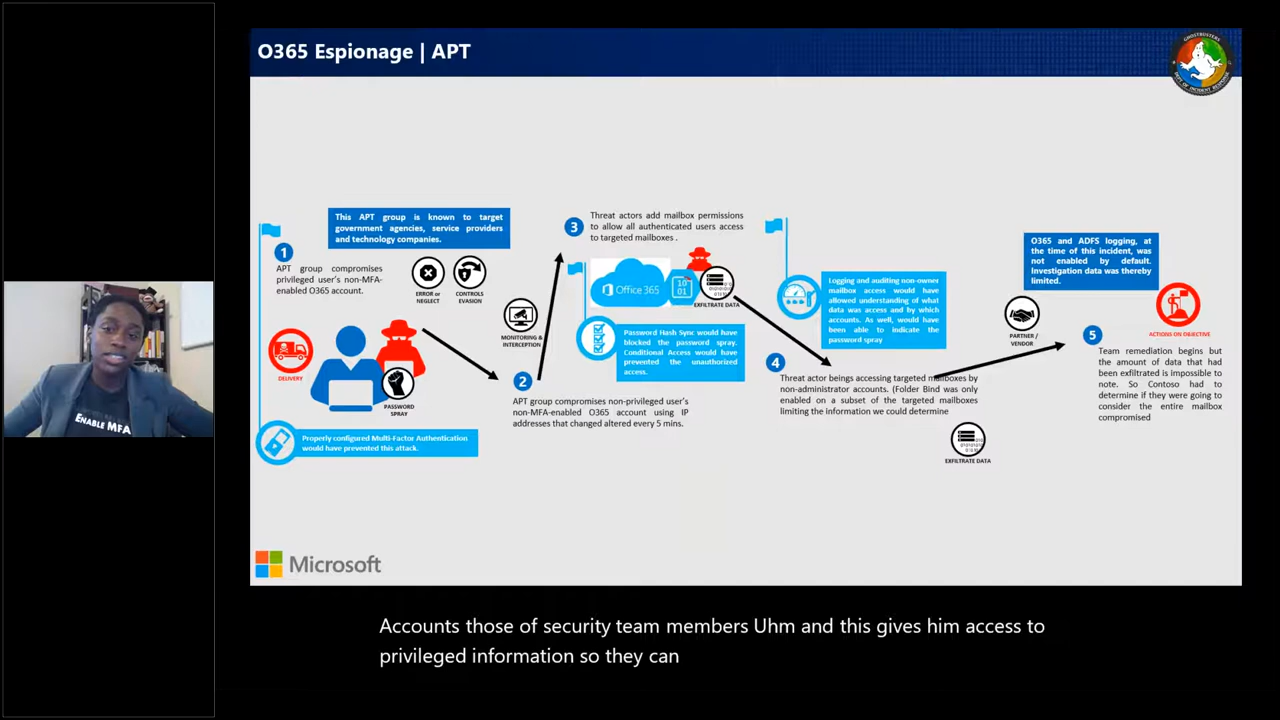 O365 Espionage | APT
GHOSTBUSTERS
DEPT OF INCIDENT RESPONSE
This APT group is known to target
government agencies, service providers
and technology companies.
1
APT group compromises
privileged user's non-MFA-
enabled O365 account.
ERROR or
NEGLECT
CONTROLS
EVASION
DELIVERY
PASSWORD
SPRAY
Properly configured Multi-Factor Authentication
would have prevented this attack.
MONITORING &
INTERCEPTION
2
APT group compromises non-privileged user's
non-MFA-enabled O365 account using IP
addresses that changed altered every 5 mins.
3
Threat actors add mailbox permissions
to allow all authenticated users access
to targeted mailboxes .
Office 365
10
01
EXFILTRATE DATA
Password Hash Sync would have
blocked the password spray.
Conditional Access would have
prevented the unauthorized
access.
Logging and auditing non-owner
mailbox access would have
allowed understanding of what
data was access and by which
accounts. As well, would have
been able to indicate the
password spray
4
Threat actor beings accessing targeted mailboxes by
non-administrator accounts. (Folder Bind was only
enabled on a subset of the targeted mailboxes
limiting the information we could determine
EXFILTRATE DATA
O365 and ADFS logging, at
the time of this incident, was
not enabled by default.
Investigation data was thereby
limited.
PARTNER /
VENDOR
ACTIONS ON OBJECTIVE
5
Team remediation begins but
the amount of data that had
been exfiltrated is impossible to
note. So Contoso had to
determine if they were going to
consider the entire mailbox
compromised
ENABLE MFA
Microsoft
Accounts those of security team members Uhm and this gives him access to
privileged information so they can